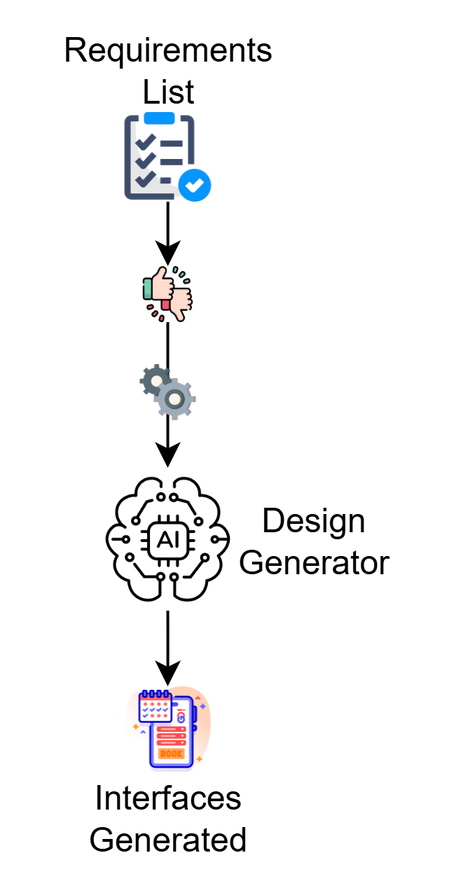 Requirements
List
AI
Design
Generator
BOOK
Interfaces
Generated